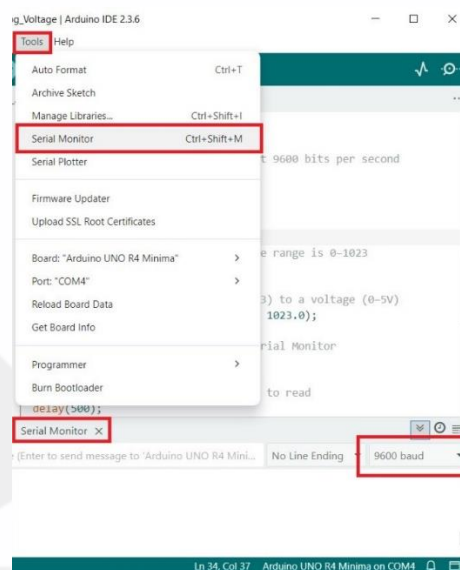 g_Voltage | Arduino IDE 2.3.6
Tools Help
Auto Format Ctrl+T
Archive Sketch
Manage Libraries... Ctrl+Shift+I
Serial Monitor Ctrl+Shift+M
Serial Plotter
t 9600 bits per second
Firmware Updater
Upload SSL Root Certificates
Board: "Arduino UNO R4 Minima"
e range is 0-1023
Port: "COM4"
Reload Board Data
3) to a voltage (0-5V)
1023.0);
Get Board Info
rial Monitor
Programmer
Burn Bootloader
to read
delay(500);
Serial Monitor
(Enter to send message to 'Arduino UNO R4 Mini... No Line Ending 9600 baud
Ln 34, Col 37 Arduino UNO R4 Minima on COM4